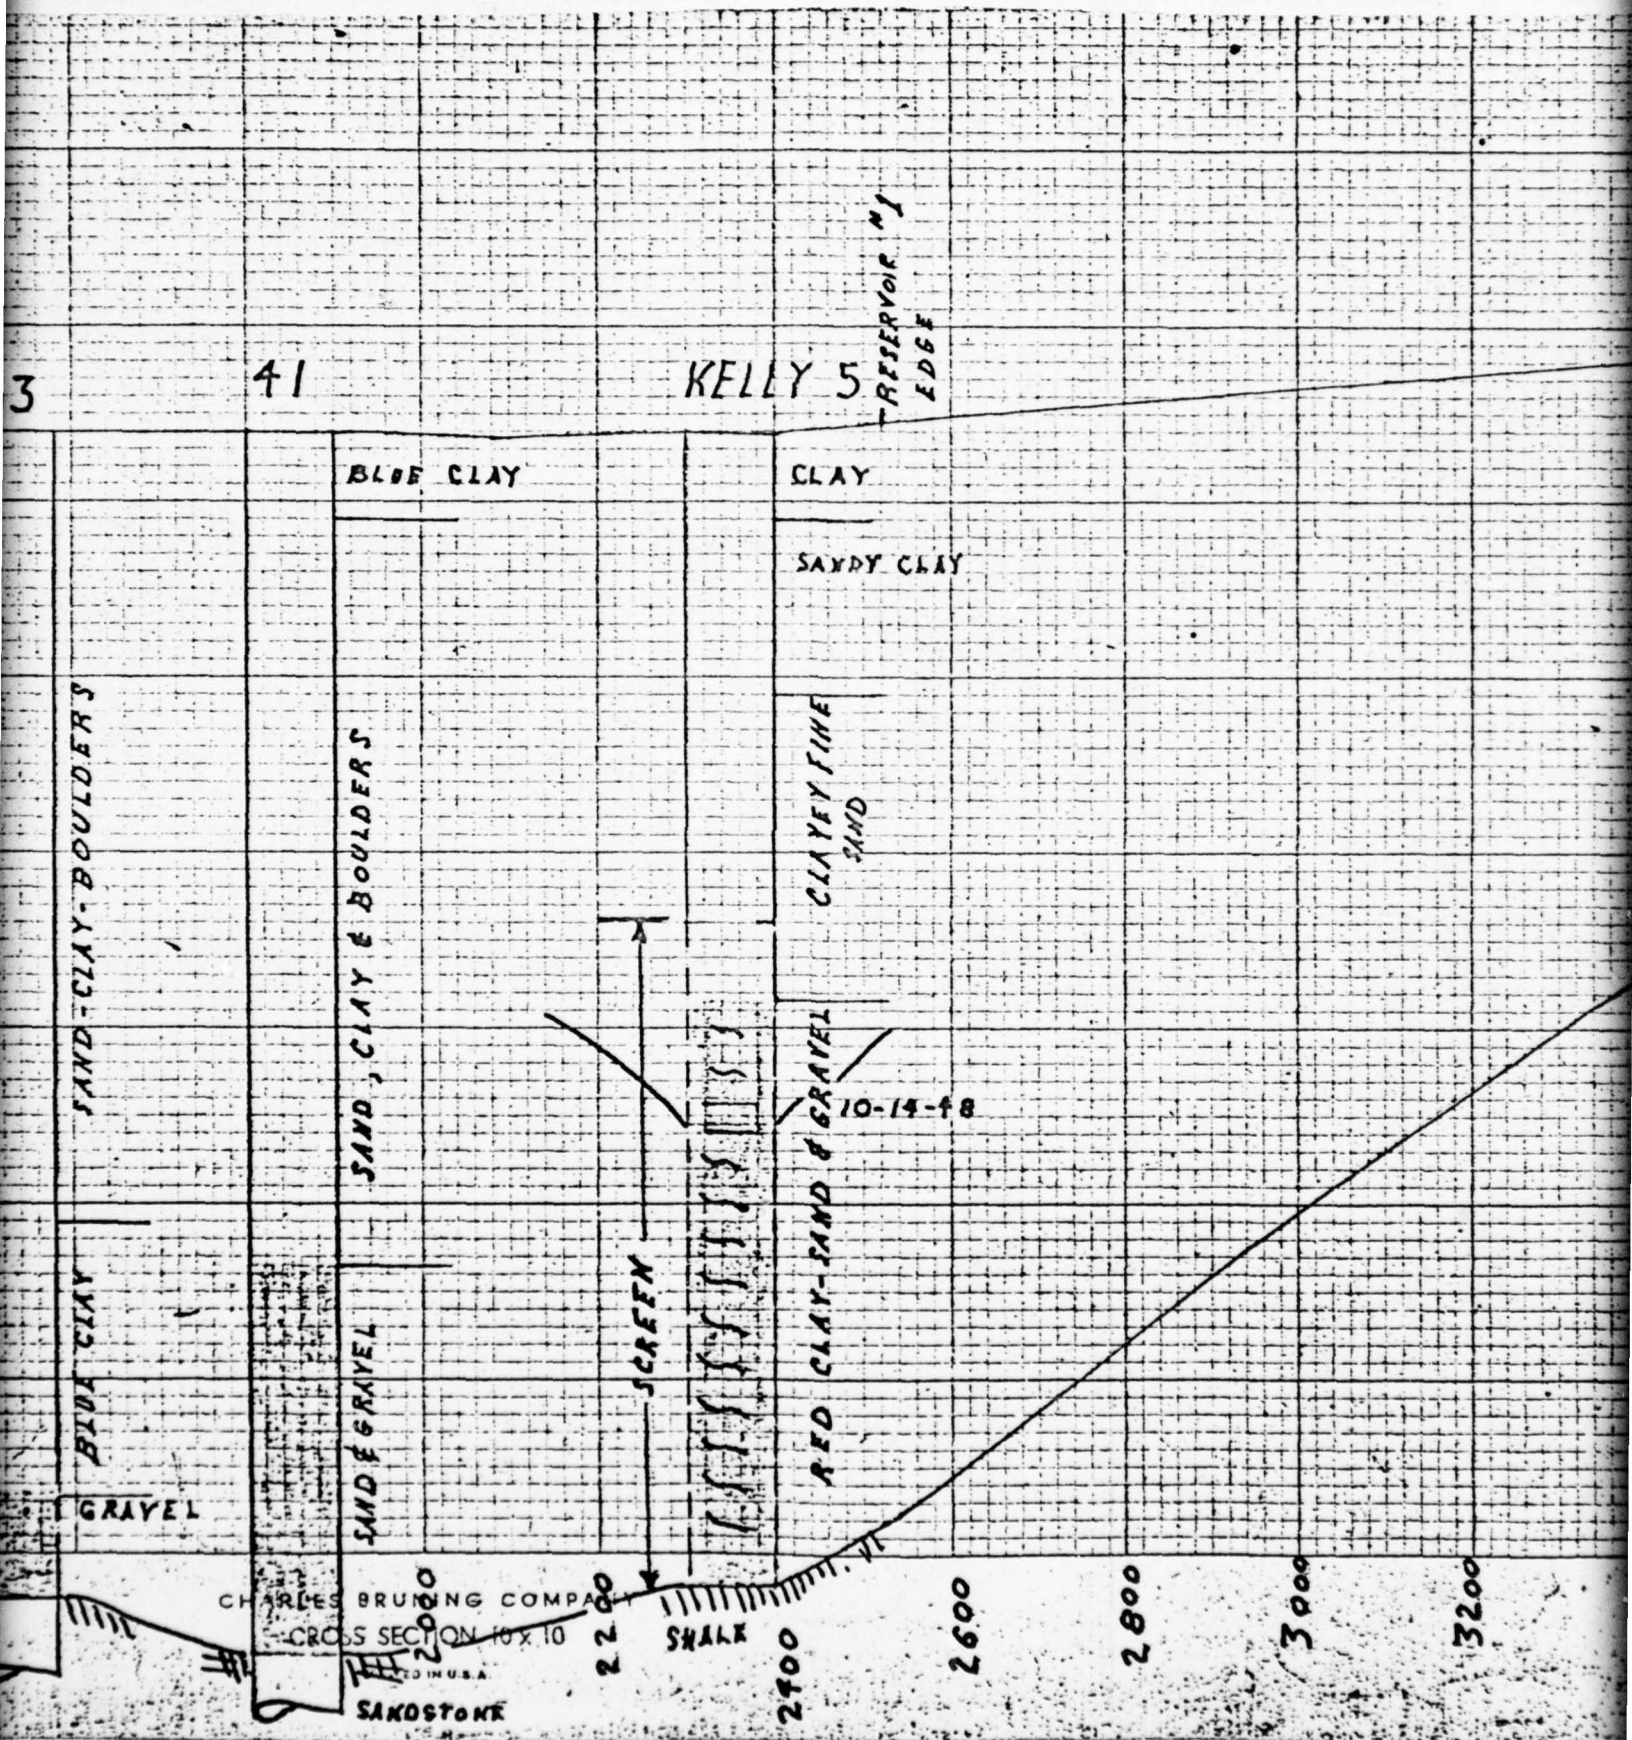 3
41
KELLY 5
RESERVOIR #1
EDGE
BLUE CLAY
CLAY
SANDY CLAY
SAND-CLAY-BOULDERS
SAND, CLAY & BOULDERS
CLAYEY FINE
SAND
10-14-48
BLUE CLAY
SAND & GRAVEL
SCREEN
RED CLAY-SAND & GRAVEL
GRAVEL
CHARLES BRUNING COMPANY
CROSS SECTION 10 X 10
IN U.S.A.
SHALE
SANDSTONE
2000
2200
2400
2600
2800
3000
3200